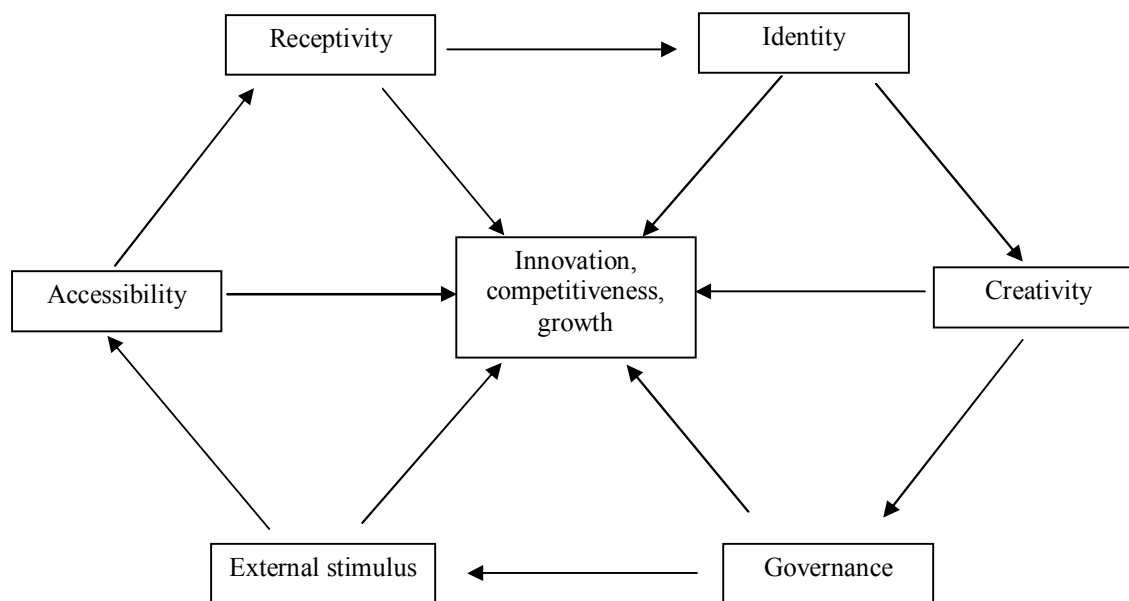 Receptivity
Identity
Accessibility
Innovation,
competitiveness,
growth
Creativity
External stimulus
Governance